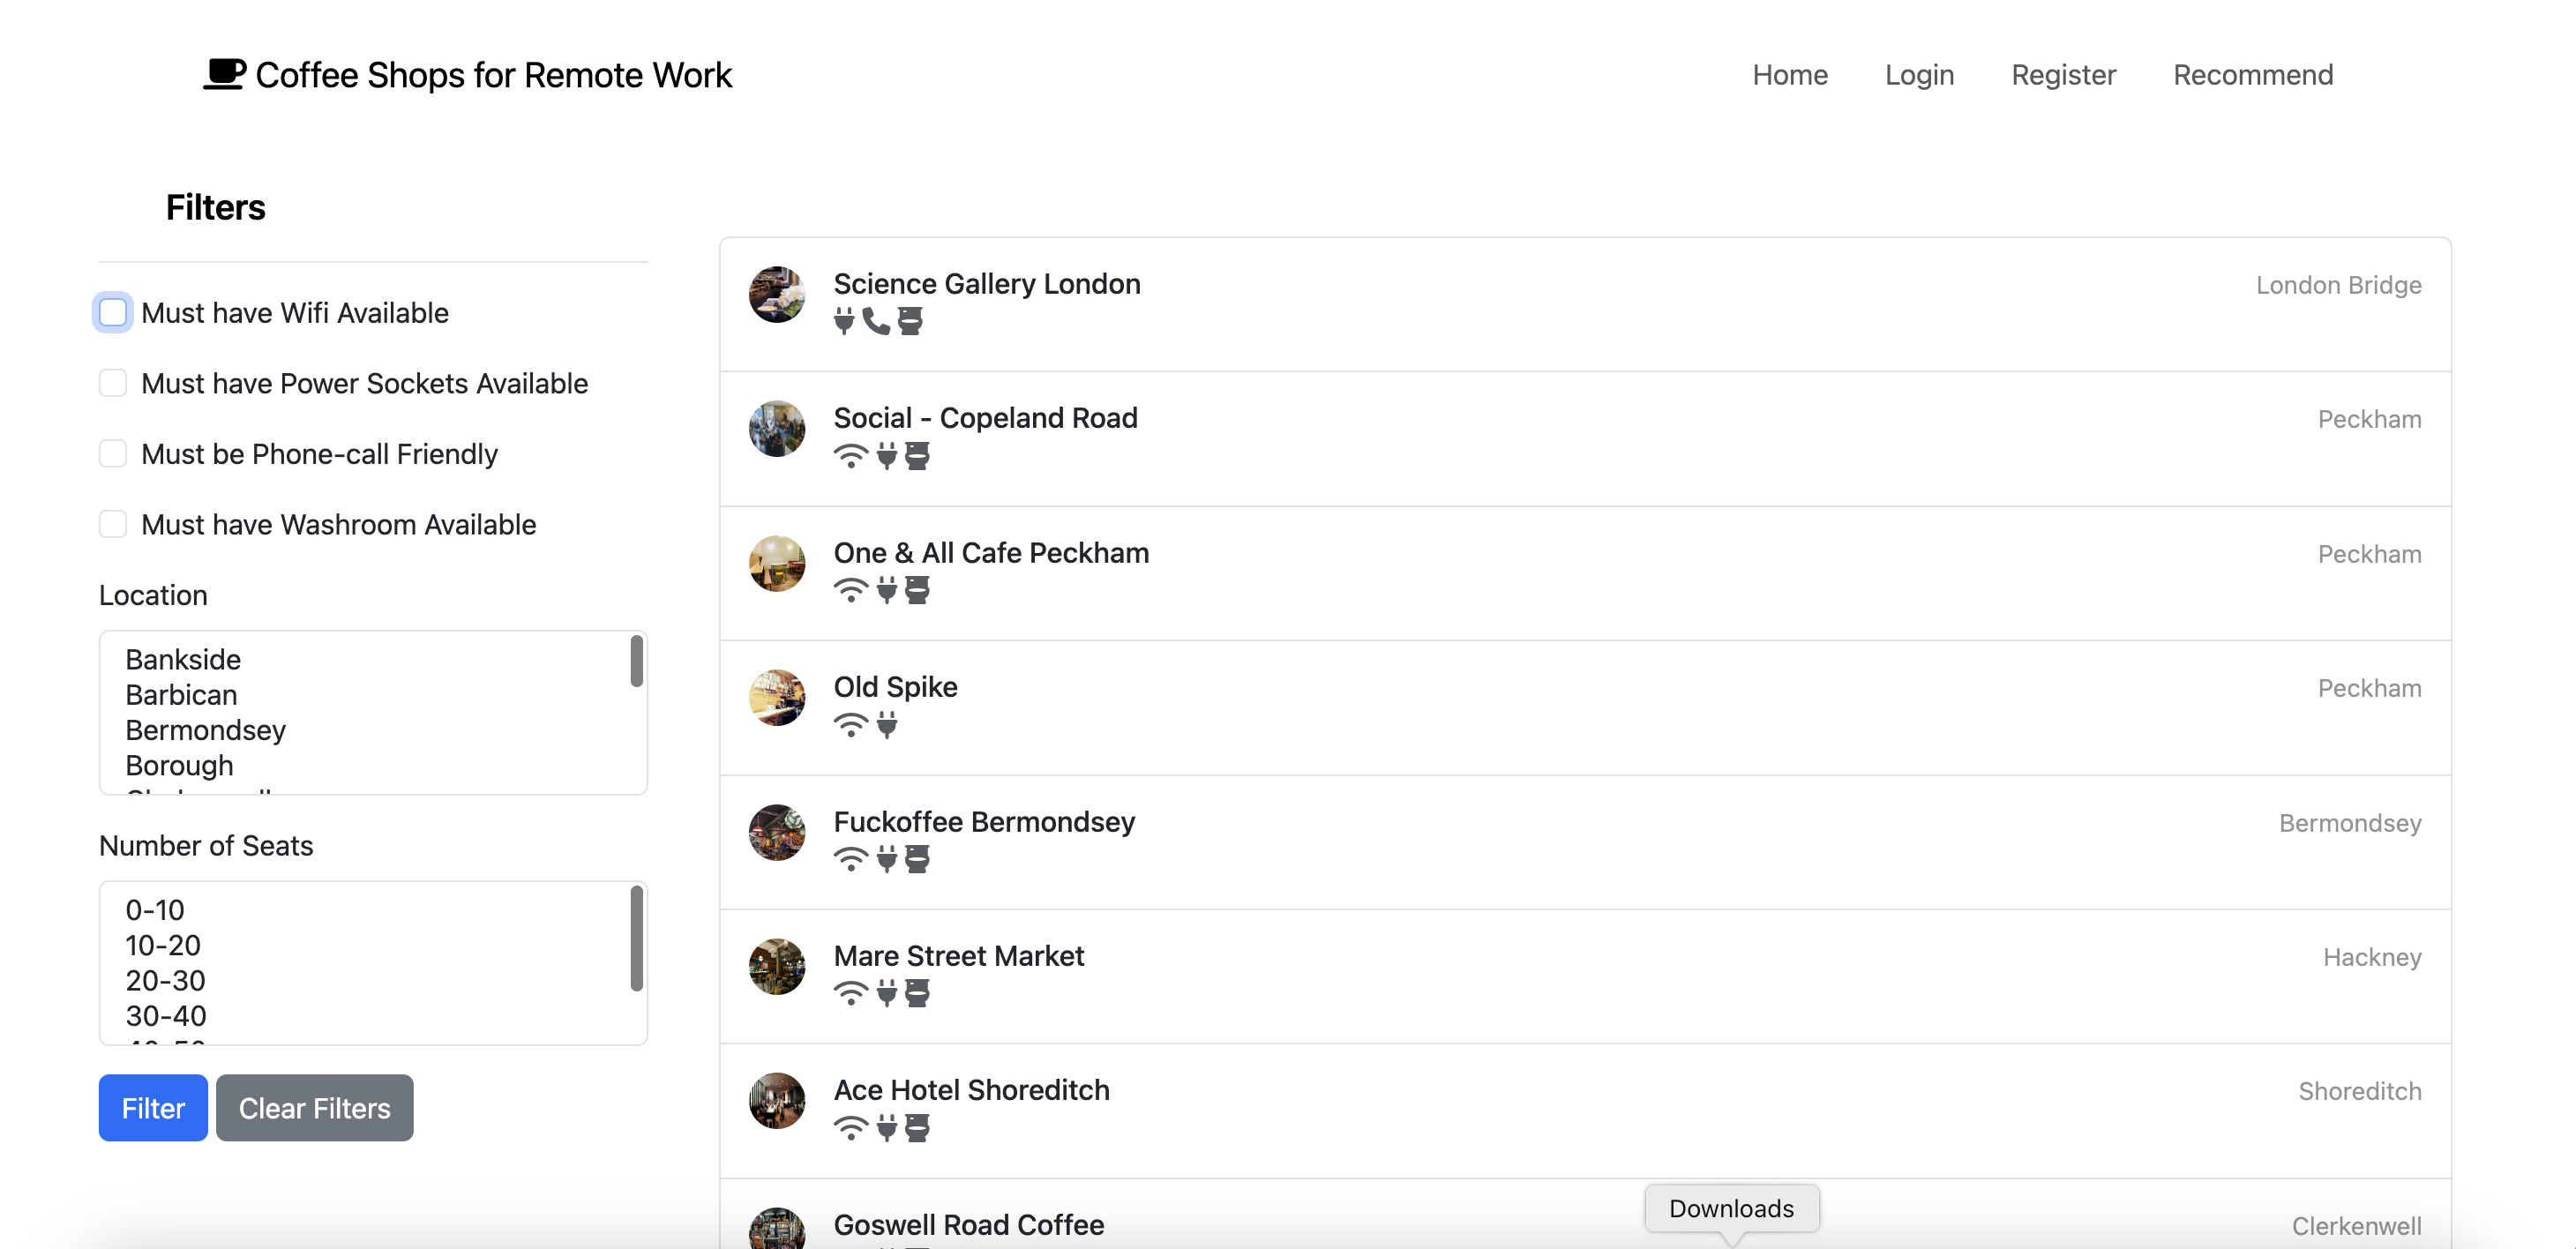 Coffee Shops for Remote Work
Home Login Register Recommend
Filters
Must have Wifi Available
Must have Power Sockets Available
Must be Phone-call Friendly
Must have Washroom Available
Location
Bankside
Barbican
Bermondsey
Borough
Number of Seats
0-10
10-20
20-30
30-40
Filter Clear Filters
Science Gallery London London Bridge
Social - Copeland Road Peckham
One & All Cafe Peckham Peckham
Old Spike Peckham
Fuckoffee Bermondsey Bermondsey
Mare Street Market Hackney
Ace Hotel Shoreditch Shoreditch
Goswell Road Coffee Clerkenwell
Downloads